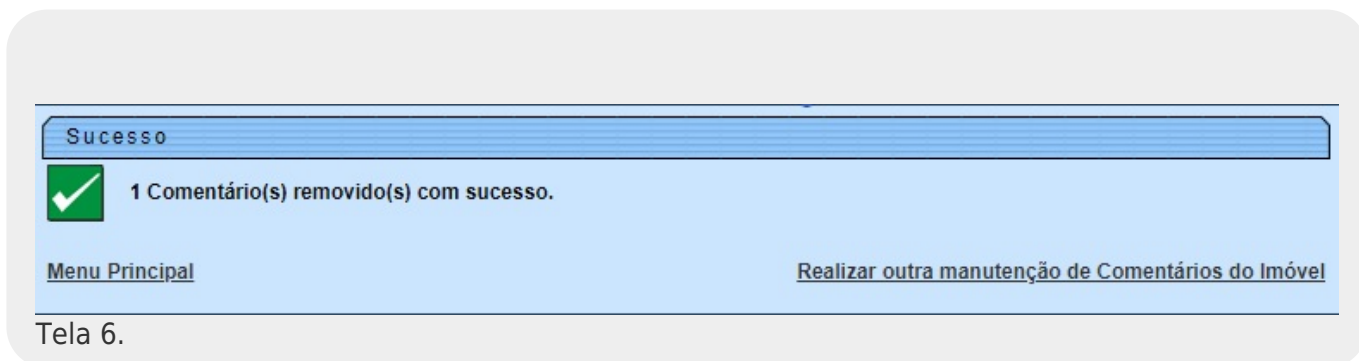 Sucesso
1 Comentário(s) removido(s) com sucesso.
Menu Principal Realizar outra manutenção de Comentários do Imóvel
Tela 6.